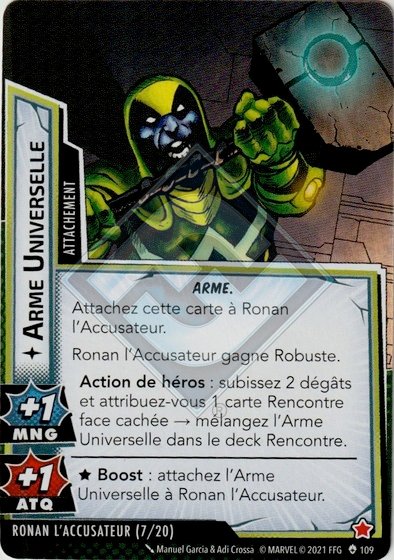 ARME UNIVERSELLE
ATTACHEMENT
ARME.
Attachez cette carte à Ronan
l'Accusateur.
Ronan l'Accusateur gagne Robuste.
Action de héros : subissez 2 dégâts
et attribuez-vous 1 carte Rencontre
face cachée → mélangez l'Arme
Universelle dans le deck Rencontre.
+1
MNG
★ Boost : attachez l'Arme
Universelle à Ronan l'Accusateur.
+1
ATQ
RONAN L'ACCUSATEUR (7/20)
Manuel Garcia & Adi Crossa © MARVEL © 2021 FFG 109